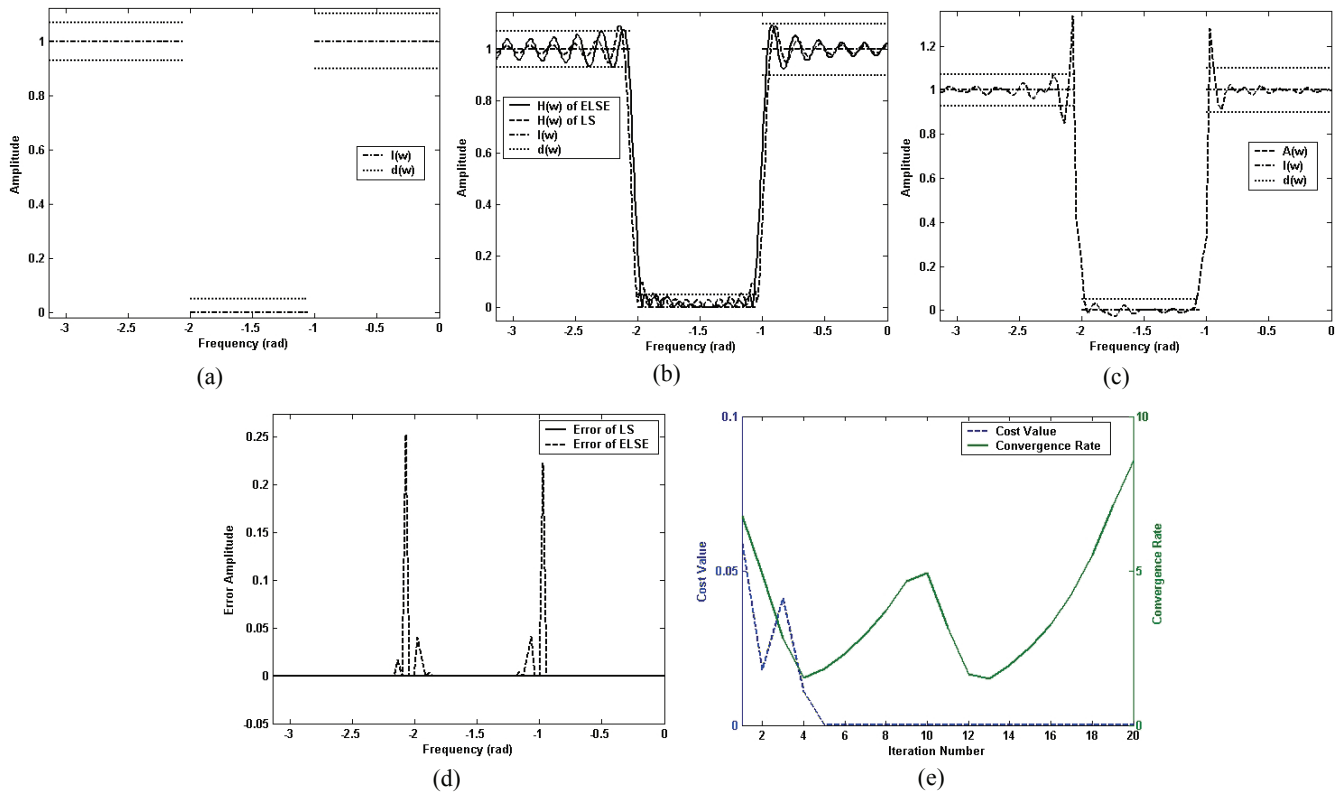 1
0.8
0.6
0.4
0.2
0
Amplitude
-3 -2.5 -2 -1.5 -1 -0.5 0
Frequency (rad)
I(w)
d(w)
(a)
1
0.8
0.6
0.4
0.2
0
Amplitude
-3 -2.5 -2 -1.5 -1 -0.5 0
Frequency (rad)
H(w) of ELSE
H(w) of LS
I(w)
d(w)
(b)
1.2
1
0.8
0.6
0.4
0.2
0
Amplitude
-3 -2.5 -2 -1.5 -1 -0.5 0
Frequency (rad)
A(w)
I(w)
d(w)
(c)
0.25
0.2
0.15
0.1
0.05
0
-0.05
Error Amplitude
-3 -2.5 -2 -1.5 -1 -0.5 0
Frequency (rad)
Error of LS
Error of ELSE
(d)
0.1
0.05
0
Cost Value
10
5
0
Convergence Rate
2 4 6 8 10 12 14 16 18 20
Iteration Number
Cost Value
Convergence Rate
(e)